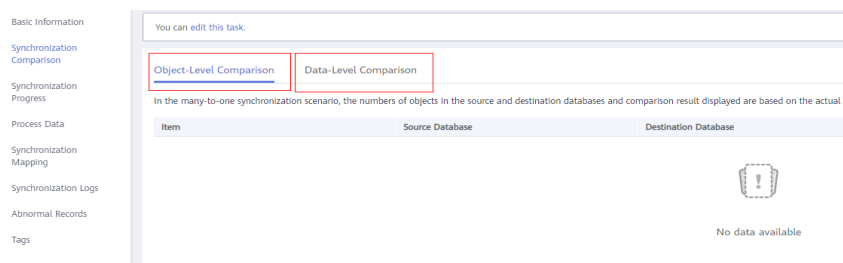 Basic Information
Synchronization
Comparison
Synchronization
Progress
Process Data
Synchronization
Mapping
Synchronization Logs
Abnormal Records
Tags
You can edit this task.
Object-Level Comparison
Data-Level Comparison
In the many-to-one synchronization scenario, the numbers of objects in the source and destination databases and comparison result displayed are based on the actual
Item Source Database Destination Database
No data available